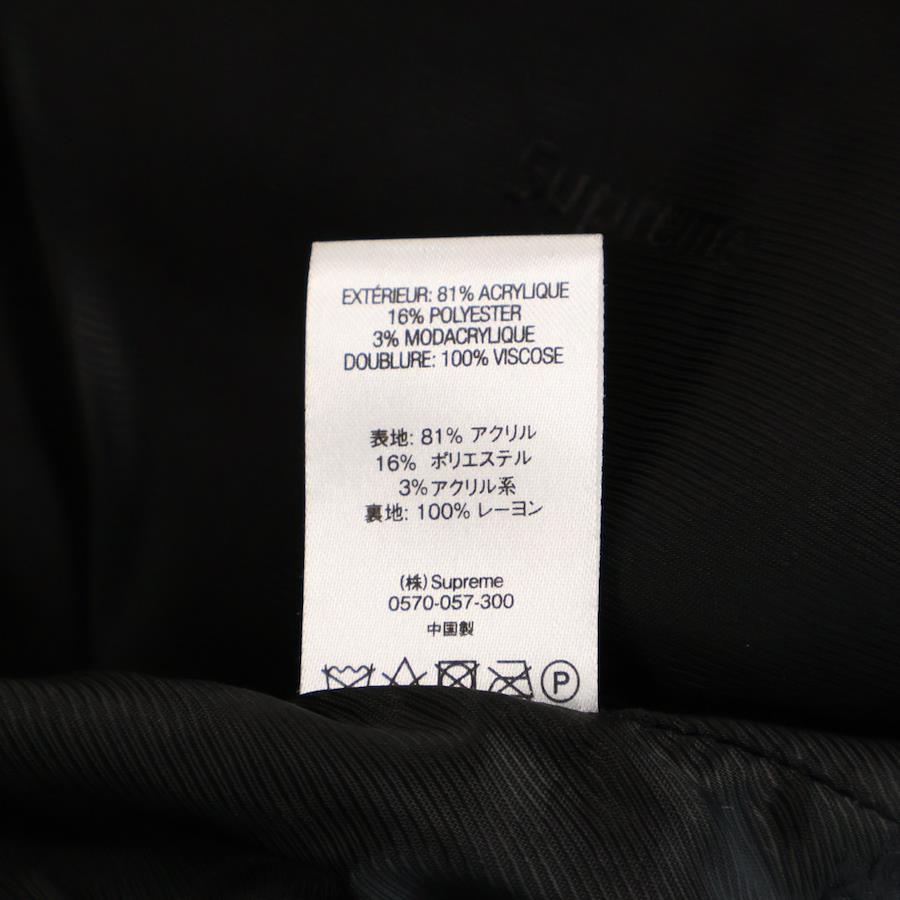 Supreme
EXTÉRIEUR: 81% ACRYLIQUE
16% POLYESTER
3% MODACRYLIQUE
DOUBLURE: 100% VISCOSE
表地: 81% アクリル
16% ポリエステル
3%アクリル系
裏地: 100% レーヨン
(株)Supreme
0570-057-300
中国製
P